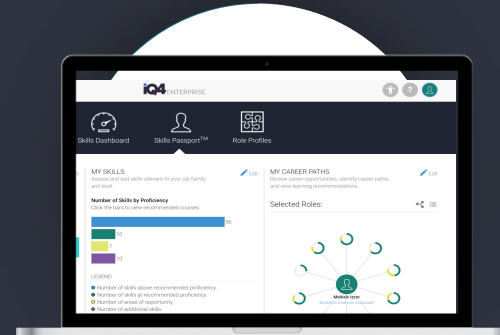 iQ4 ENTERPRISE
?
Skills Dashboard
Skills Passport™
Role Profiles
MY SKILLS
Edit
Assess and add skills relevant to your job family
and level
Number of Skills by Proficiency
Click the bars to view recommended courses.
56
10
7
10
LEGEND
Number of skills above recommended proficiency.
Number of skills at recommended proficiency.
Number of areas of opportunity.
Number of additional skills.
MY CAREER PATHS
Edit
Review career opportunities, identify career paths,
and view learning recommendations.
Selected Roles:
Business Analysis Associate